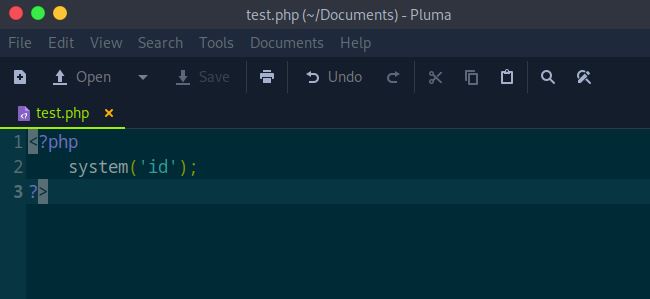 test.php (~/Documents) - Pluma
File Edit View Search Tools Documents Help
Open Save Undo
test.php ×
1 <?php
2 system('id');
3 ?>